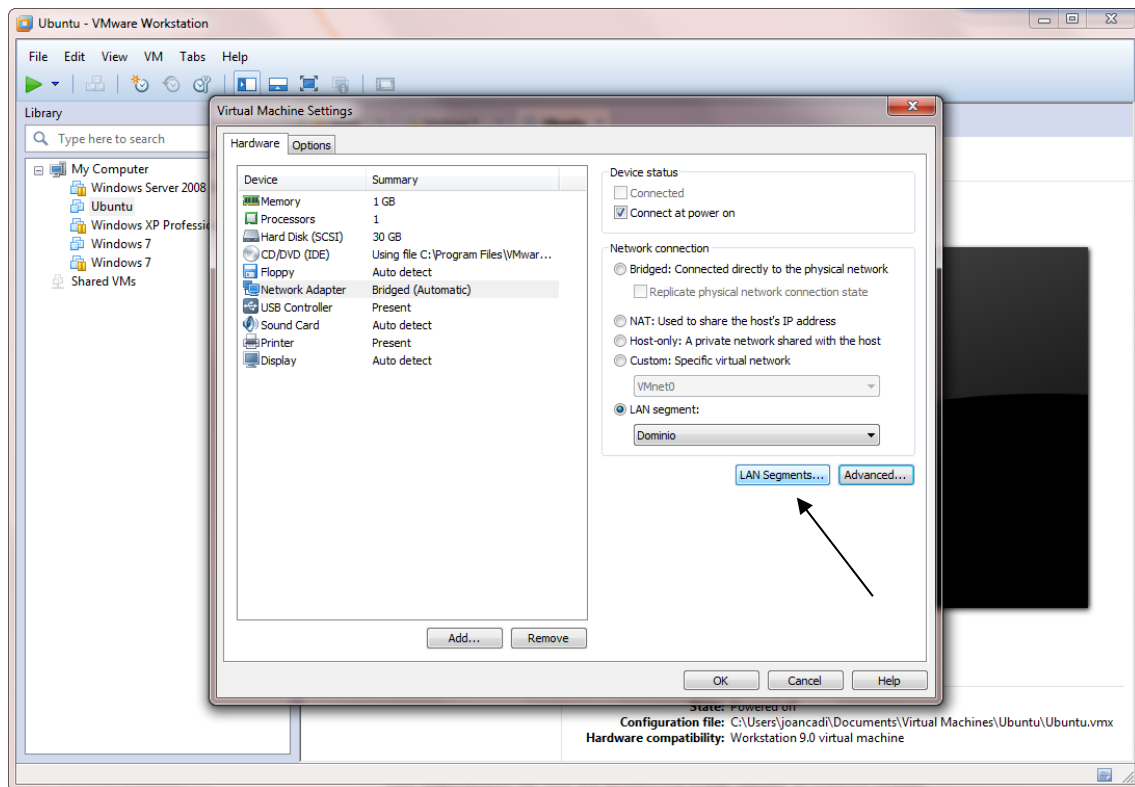 Ubuntu - VMware Workstation
File Edit View VM Tabs Help
Library
Type here to search
My Computer
Windows Server 2008
Ubuntu
Windows XP Professio
Windows 7
Windows 7
Shared VMs
Virtual Machine Settings
Hardware Options
Device Summary
Memory 1 GB
Processors 1
Hard Disk (SCSI) 30 GB
CD/DVD (IDE) Using file C:\Program Files\VMwar...
Floppy Auto detect
Network Adapter Bridged (Automatic)
USB Controller Present
Sound Card Auto detect
Printer Present
Display Auto detect
Add... Remove
Device status
Connected
Connect at power on
Network connection
Bridged: Connected directly to the physical network
Replicate physical network connection state
NAT: Used to share the host's IP address
Host-only: A private network shared with the host
Custom: Specific virtual network
VMnet0
LAN segment:
Dominio
LAN Segments... Advanced...
OK Cancel Help
State: Powered off
Configuration file: C:\Users\joancadi\Documents\Virtual Machines\Ubuntu\Ubuntu.vmx
Hardware compatibility: Workstation 9.0 virtual machine